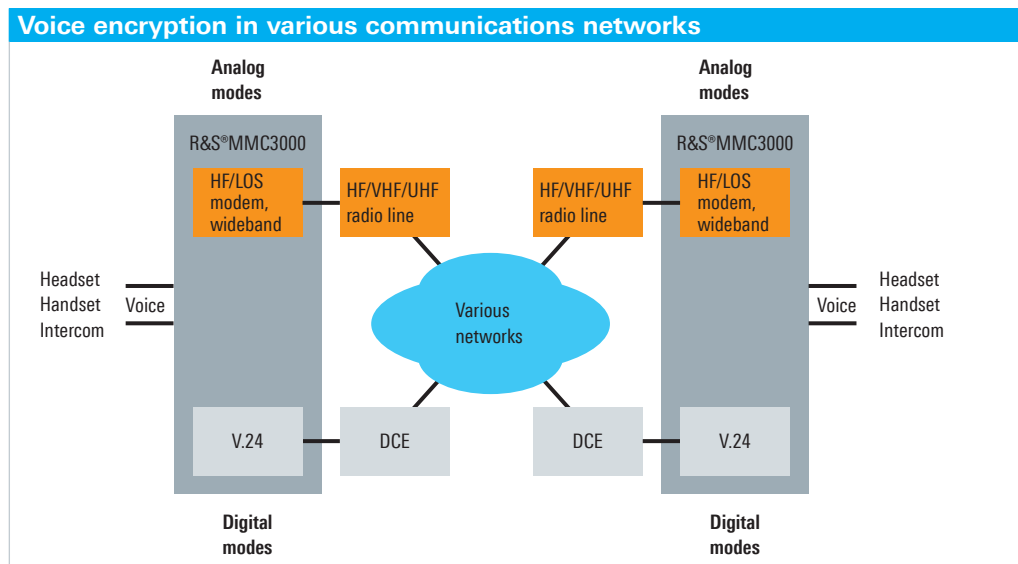 Voice encryption in various communications networks
Analog
modes
Analog
modes
R&S®MMC3000
R&S®MMC3000
HF/LOS
modem,
wideband
HF/VHF/UHF
radio line
HF/VHF/UHF
radio line
HF/LOS
modem,
wideband
Headset
Handset
Intercom
Voice
Various
networks
Voice
Headset
Handset
Intercom
V.24
DCE
DCE
V.24
Digital
modes
Digital
modes